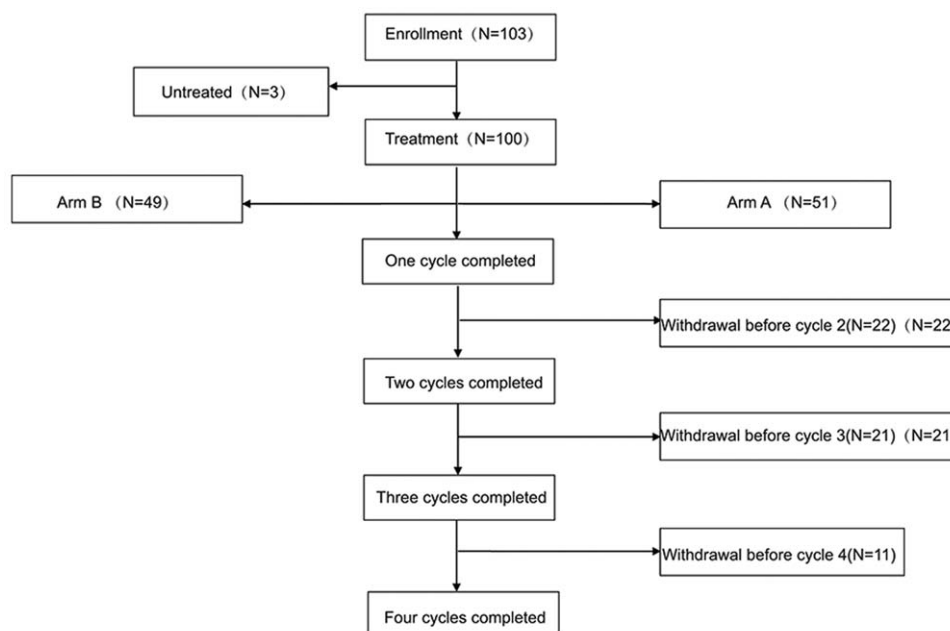 Enrollment (N=103)
Untreated（N=3）
Treatment（N=100）
Arm B （N=49）
Arm A （N=51）
One cycle completed
Withdrawal before cycle 2(N=22)（N=22
Two cycles completed
Withdrawal before cycle 3(N=21)（N=21
Three cycles completed
Withdrawal before cycle 4(N=11)
Four cycles completed